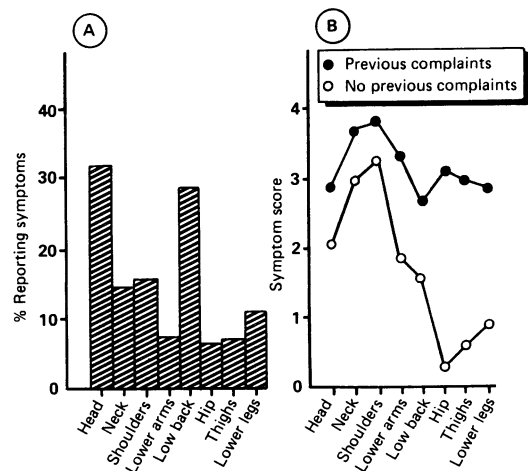 A
% Reporting symptoms
40
30
20
10
0
Head
Neck
Shoulders
Lower arms
Low back
Hip
Thighs
Lower legs
B
Previous complaints
No previous complaints
Symptom score
4
3
2
1
0
Head
Neck
Shoulders
Lower arms
Low back
Hip
Thighs
Lower legs